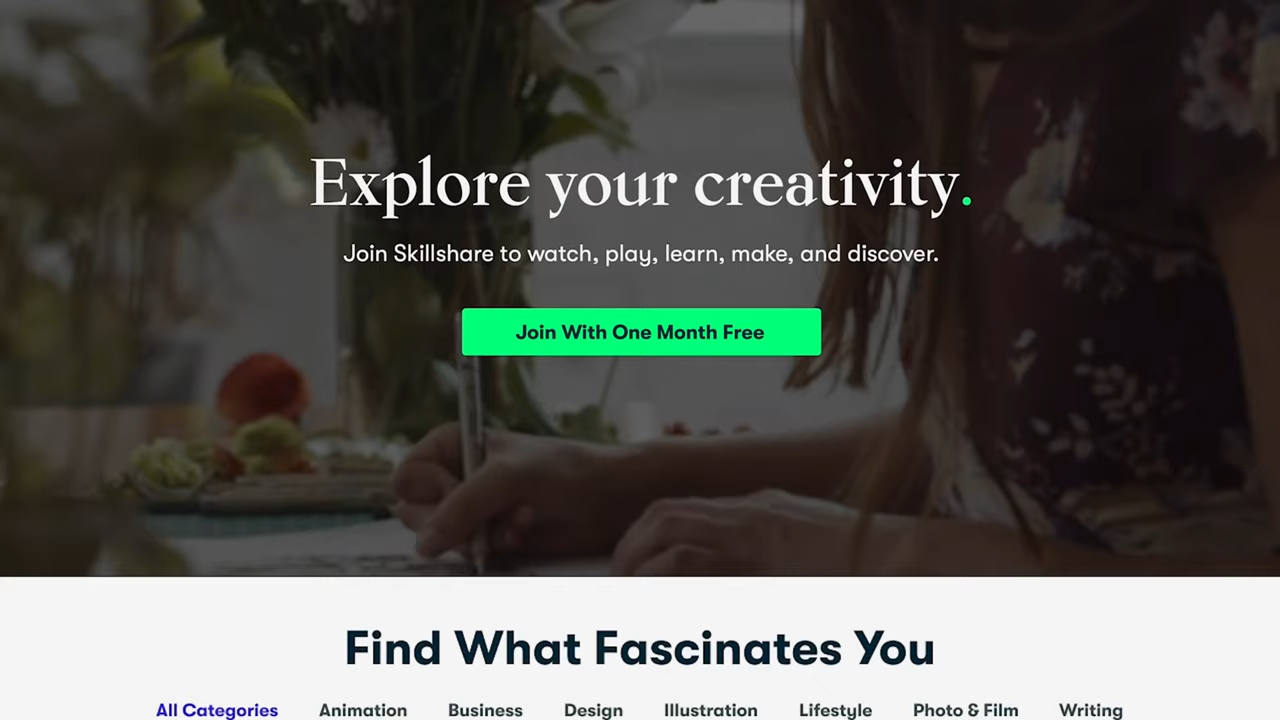 Explore your creativity.
Join Skillshare to watch, play, learn, make, and discover.
Join With One Month Free
Find What Fascinates You
All Categories Animation Business Design Illustration Lifestyle Photo & Film Writing